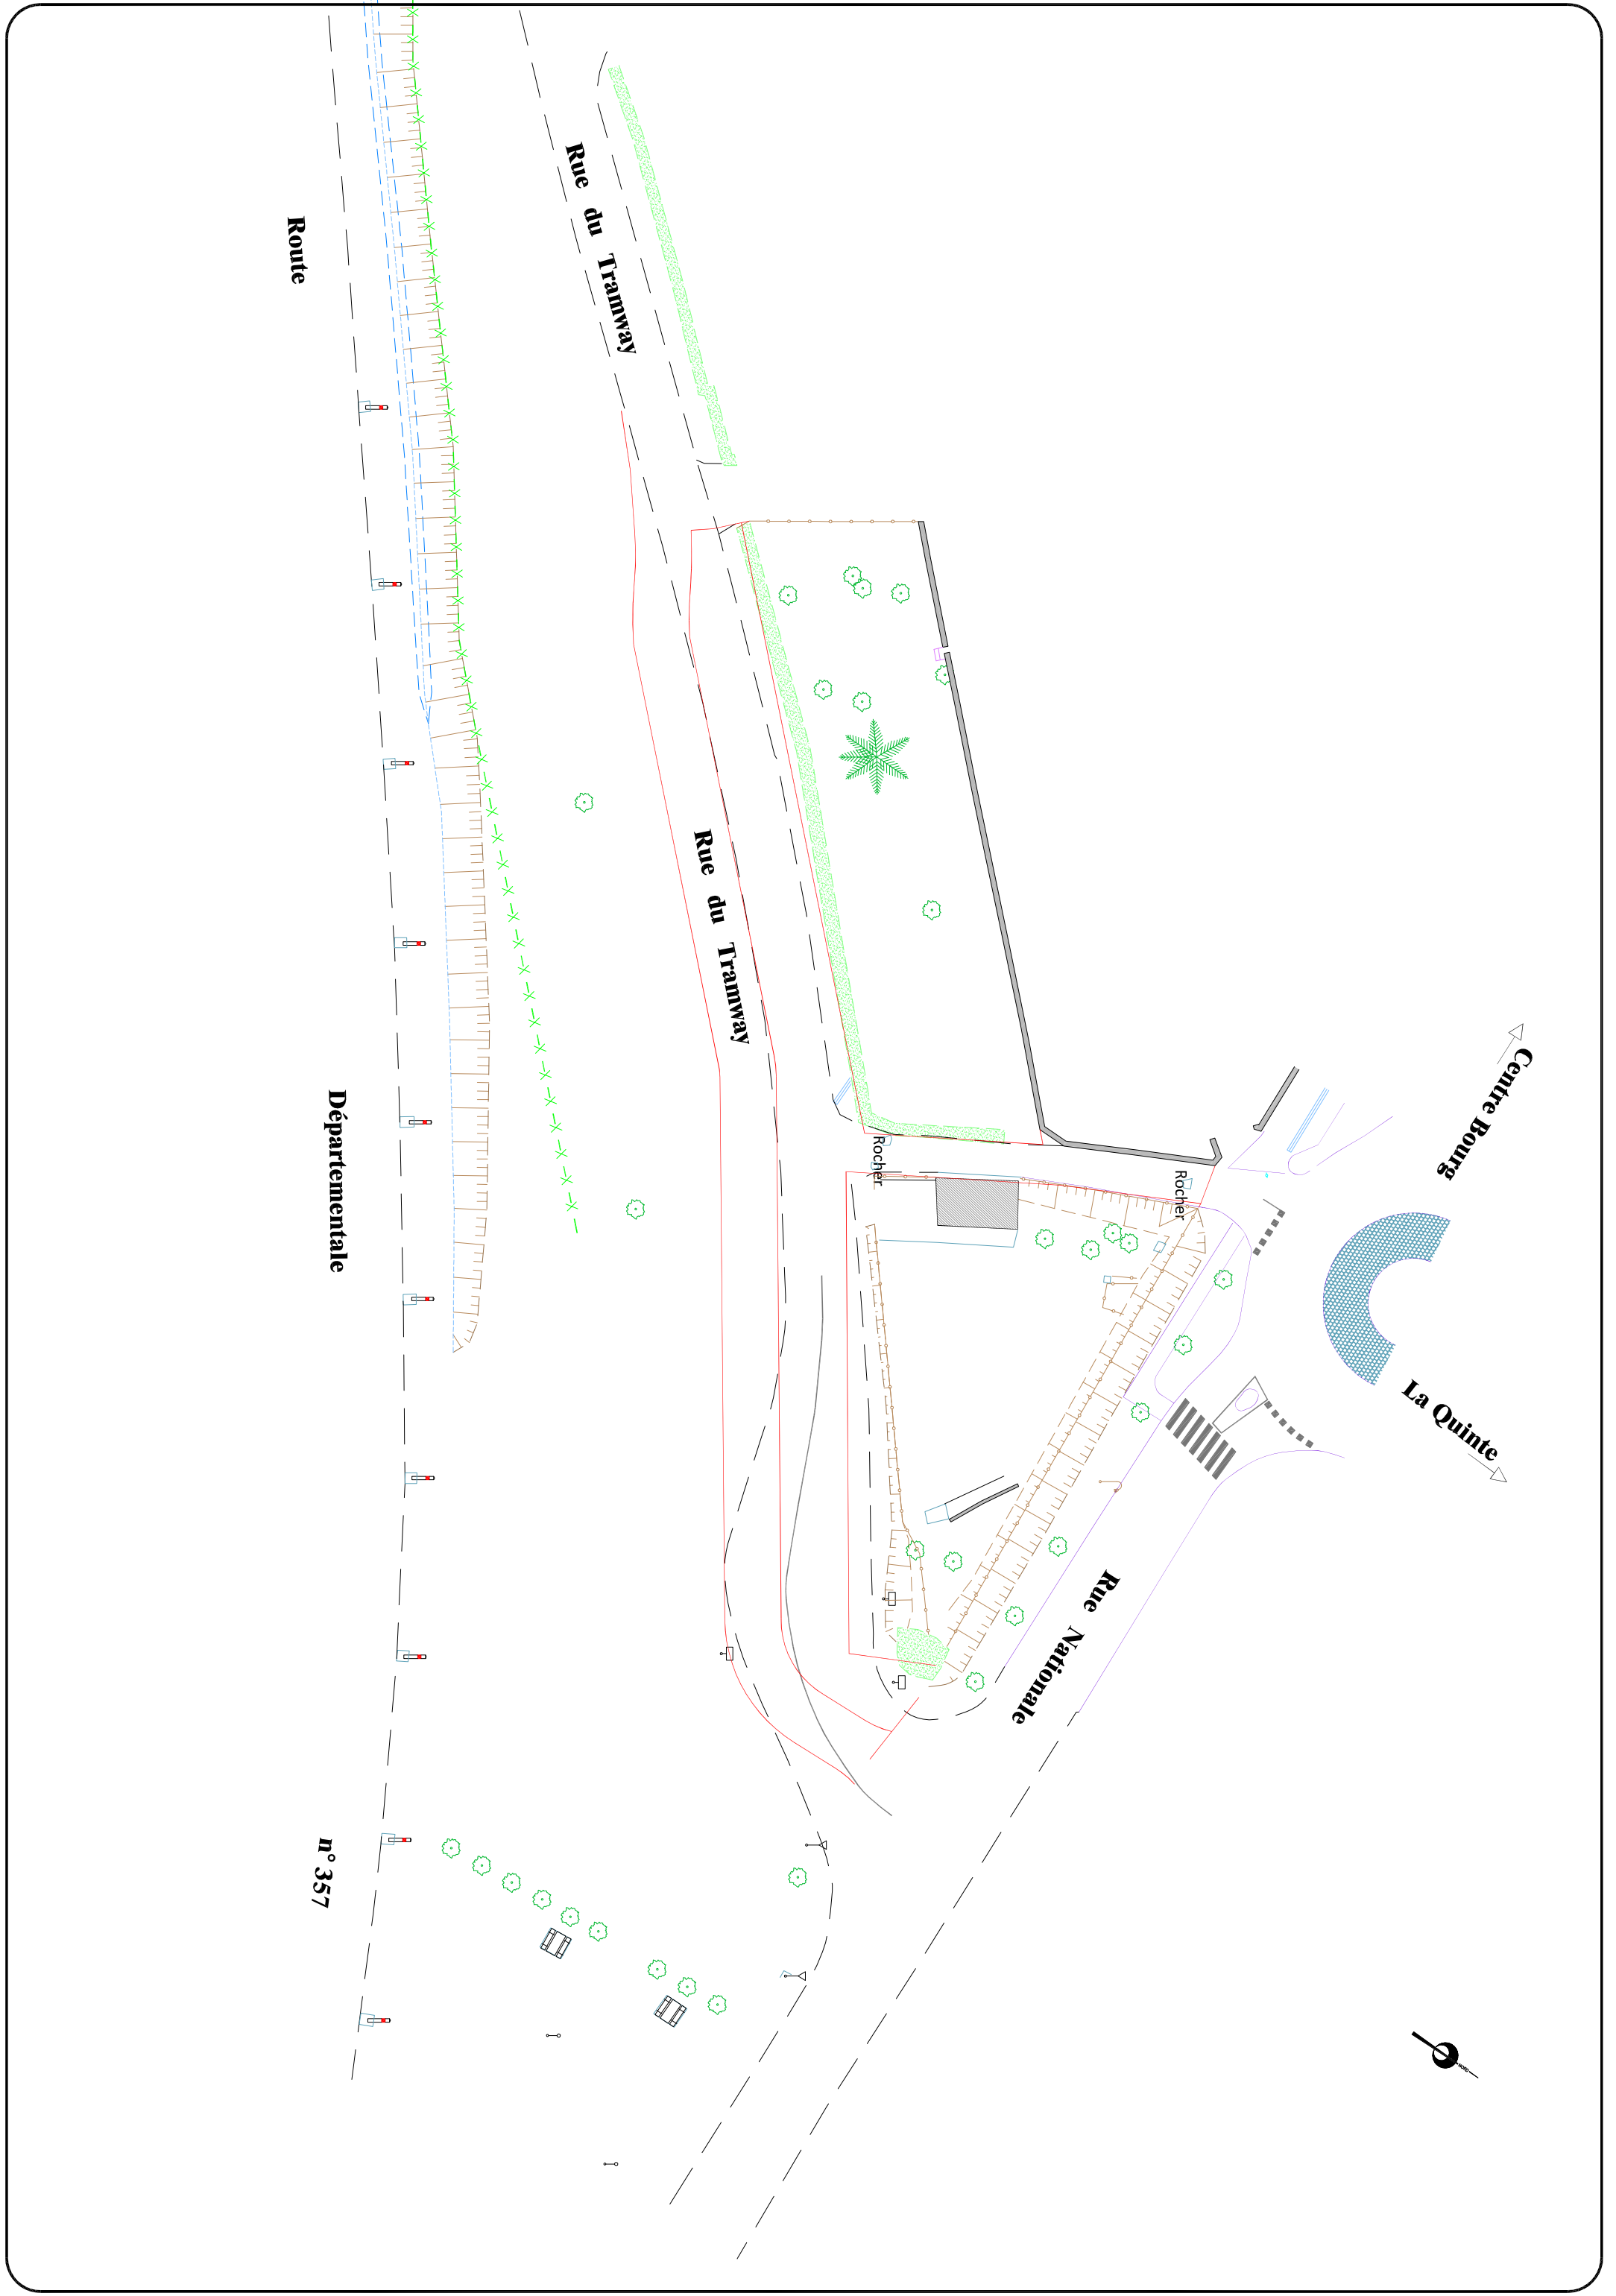 Rue du Tramway
Route
Rue du Tramway
Départementale
Centre Bourg
Rocher
Rocher
La Quinte
Rue Nationale
n° 357